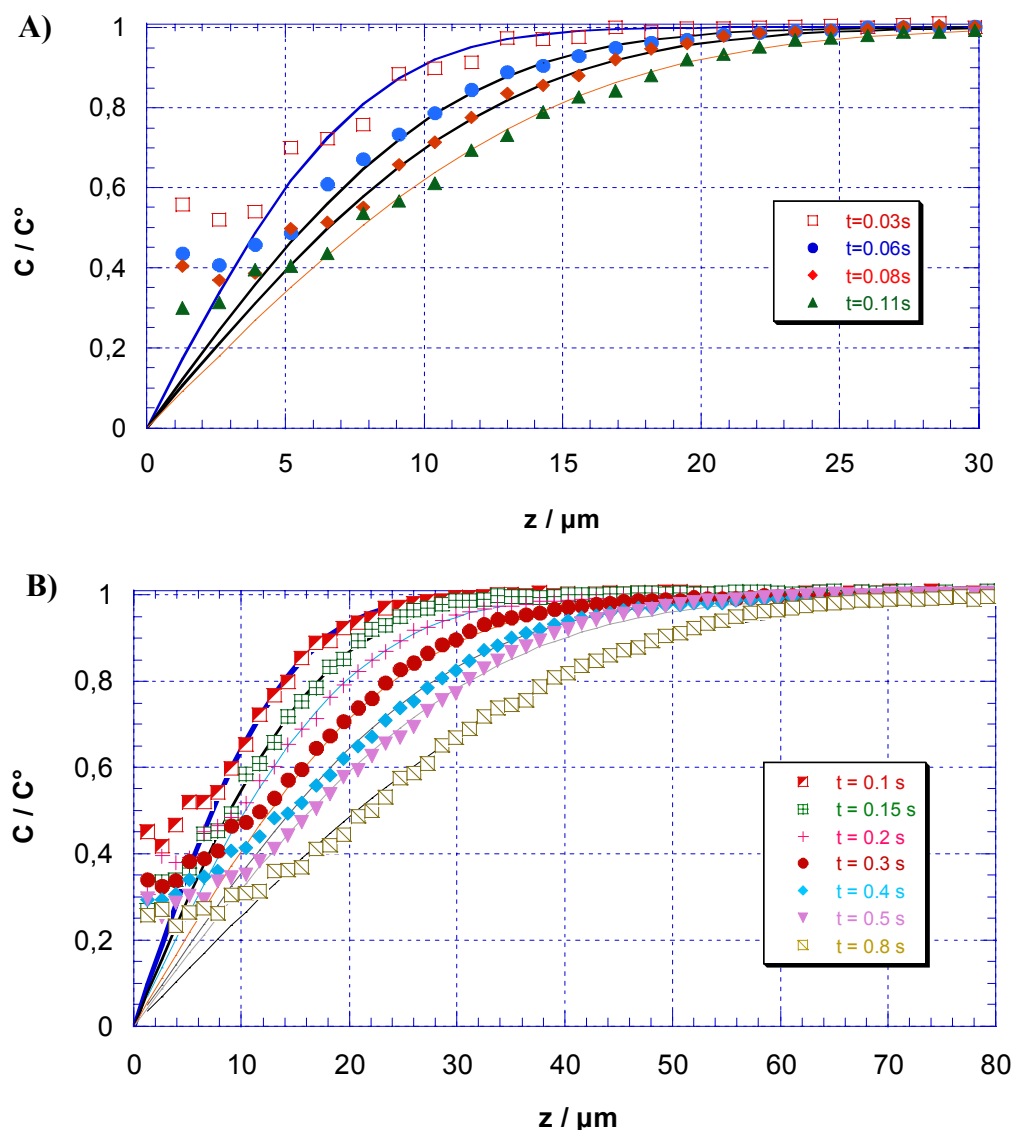 A)
1
0,8
0,6
0,4
0,2
0
C / C°
t=0.03s
t=0.06s
t=0.08s
t=0.11s
0 5 10 15 20 25 30
z / µm
B)
1
0,8
0,6
0,4
0,2
0
C / C°
t = 0.1 s
t = 0.15 s
t = 0.2 s
t = 0.3 s
t = 0.4 s
t = 0.5 s
t = 0.8 s
0 10 20 30 40 50 60 70 80
z / µm